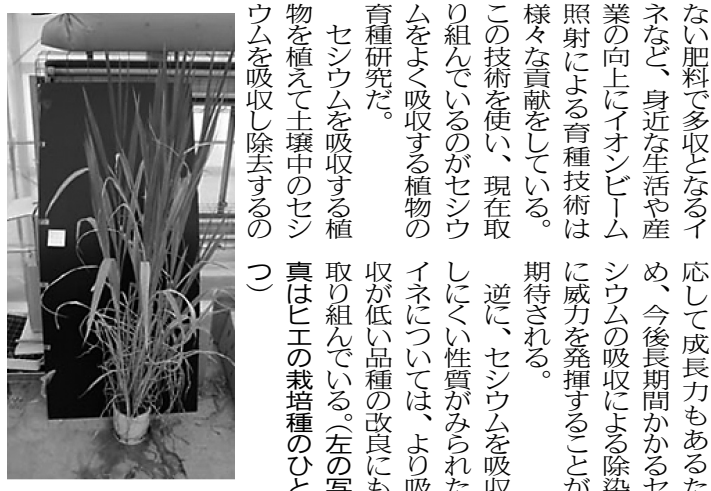 ない肥料で多収となるイ
ネなど、身近な生活や産
業の向上にイオンビーム
照射による育種技術は
様々な貢献をしている。
この技術を使い、現在取
り組んでいるのがセシウ
ムをよく吸収する植物の
育種研究だ。
セシウムを吸収する植
物を植えて土壌中のセシ
ウムを吸収し除去するの
応して成長力もあるた
め、今後長期間かかるセ
シウムの吸収による除染
に威力を発揮することが
期待される。
逆に、セシウムを吸収
しにくい性質がみられた
イネについては、より吸
収が低い品種の改良にも
取り組んでいる。(左の写
真はヒエの栽培種のひと
つ)